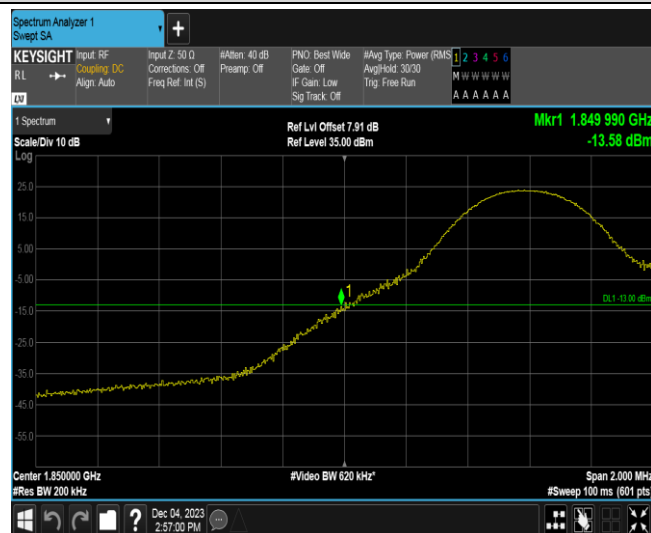 Spectrum Analyzer 1
Swept SA
KEYSIGHT
RL
LXI
Input: RF
Coupling: DC
Align: Auto
Input Z: 50 Ω
Corrections: Off
Freq Ref: Int (S)
#Atten: 40 dB
Preamp: Off
PNO: Best Wide
Gate: Off
IF Gain: Low
Sig Track: Off
#Avg Type: Power (RMS
Avg|Hold: 30/30
Trig: Free Run
1 2 3 4 5 6
M W W W W W
A A A A A A
1 Spectrum
Scale/Div 10 dB
Log
Ref Lvl Offset 7.91 dB
Ref Level 35.00 dBm
Mkr1 1.849 990 GHz
-13.58 dBm
25.0
15.0
5.00
-5.00
1
DL1 -13.00 dBm
-15.0
-25.0
-35.0
-45.0
-55.0
Center 1.850000 GHz
#Res BW 200 kHz
#Video BW 620 kHz*
Span 2.000 MHz
#Sweep 100 ms (601 pts)
?
Dec 04, 2023
2:57:00 PM